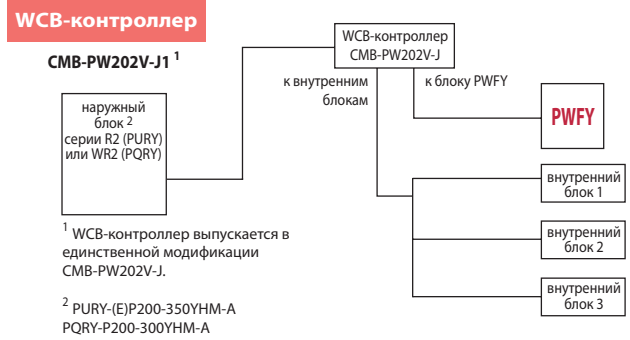 WCB-контроллер
CMB-PW202V-J1 ¹
наружный
блок ²
серии R2 (PURY)
или WR2 (PQRY)
WCB-контроллер
CMB-PW202V-J
к внутренним
блокам
к блоку PWFY
PWFY
внутренний
блок 1
внутренний
блок 2
внутренний
блок 3
¹ WCB-контроллер выпускается в
единственной модификации
CMB-PW202V-J.
² PURY-(E)P200-350YHM-A
PQRY-P200-300YHM-A